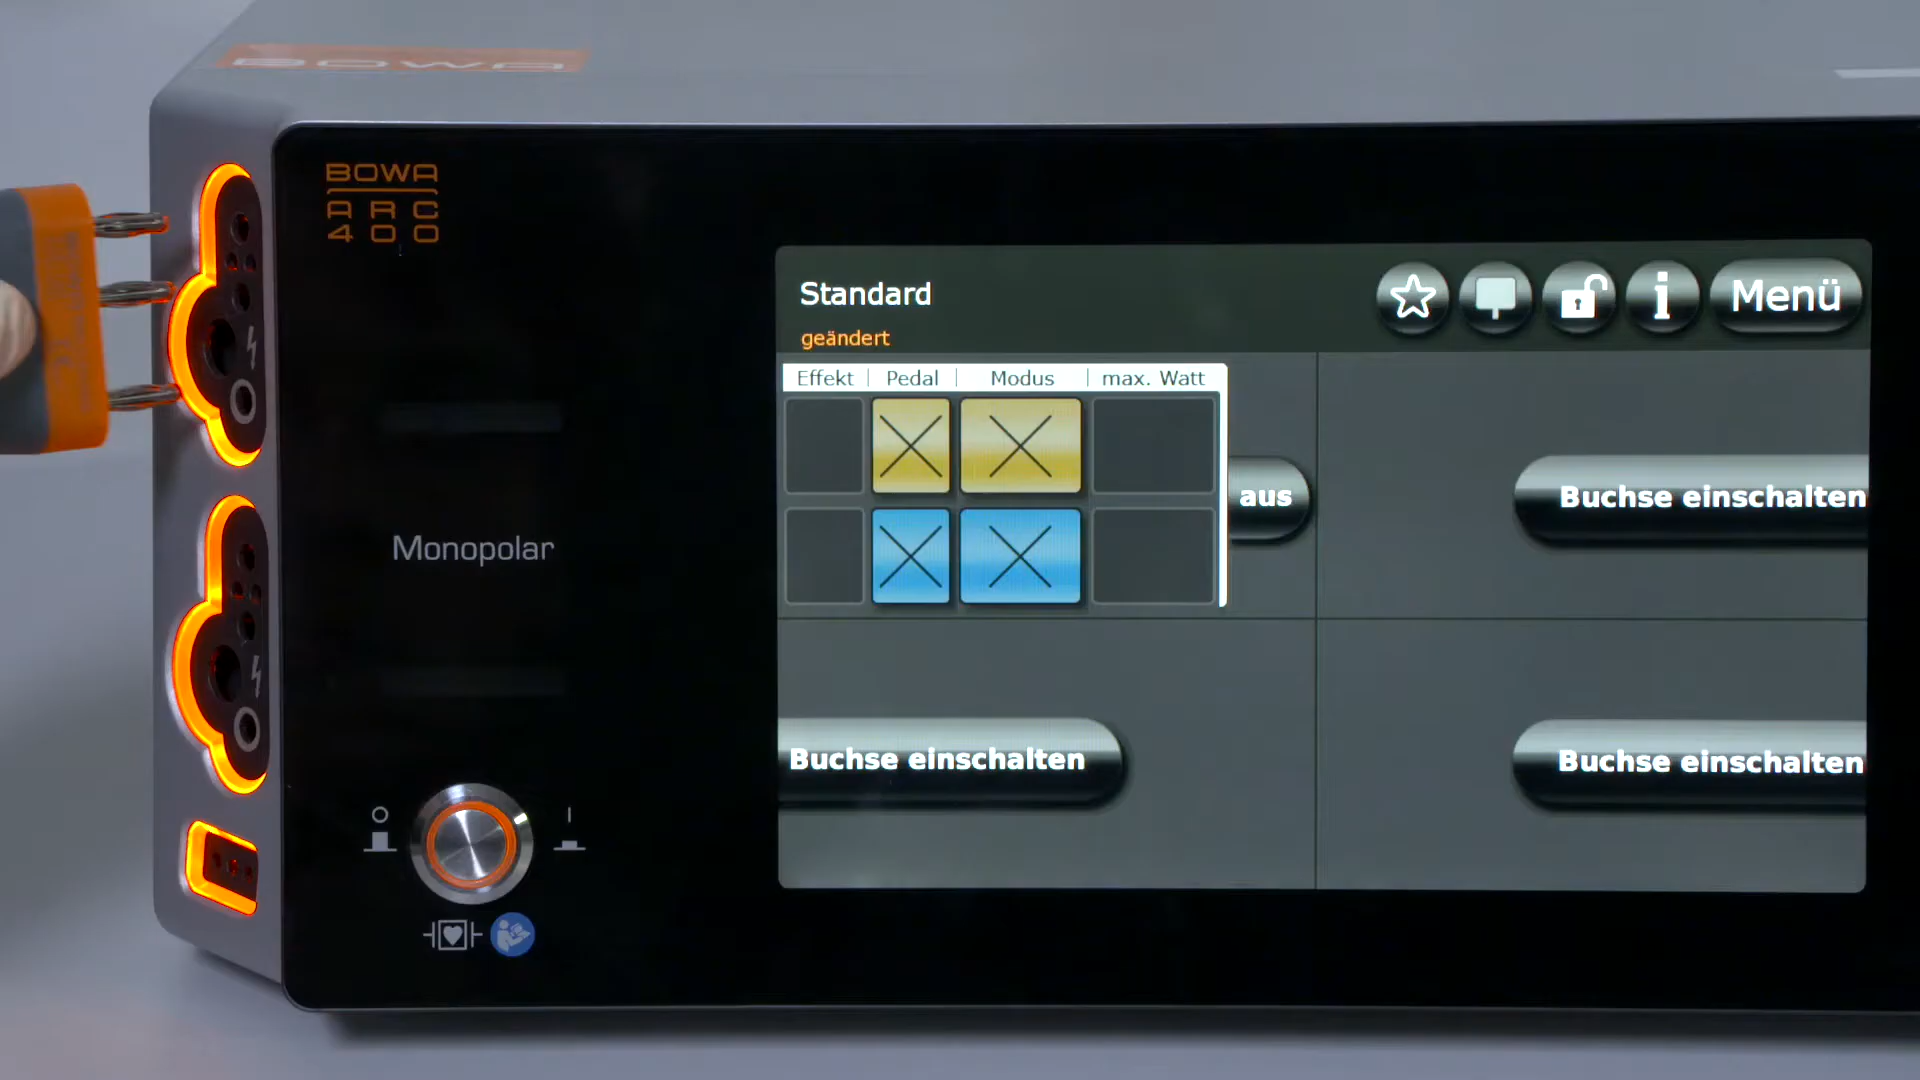 BOWA
BOWA
ARC
400
Monopolar
Standard
geändert
Menü
Effekt Pedal Modus max. Watt
aus
Buchse einschalten
Buchse einschalten
Buchse einschalten